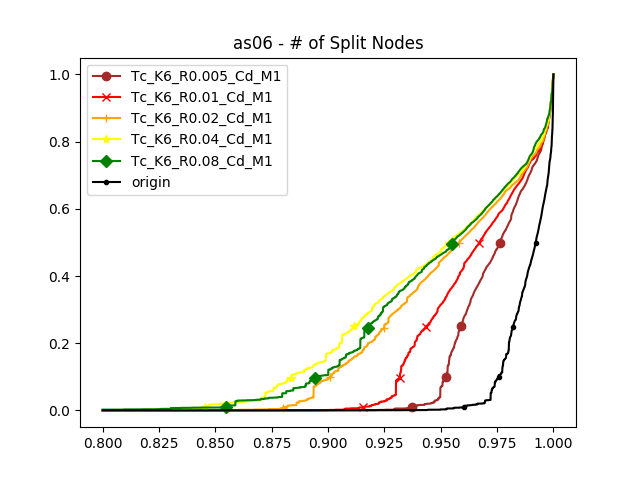 as06 - # of Split Nodes
1.0
0.8
0.6
0.4
0.2
0.0
Tc_K6_R0.005_Cd_M1
Tc_K6_R0.01_Cd_M1
Tc_K6_R0.02_Cd_M1
Tc_K6_R0.04_Cd_M1
Tc_K6_R0.08_Cd_M1
origin
0.800 0.825 0.850 0.875 0.900 0.925 0.950 0.975 1.000